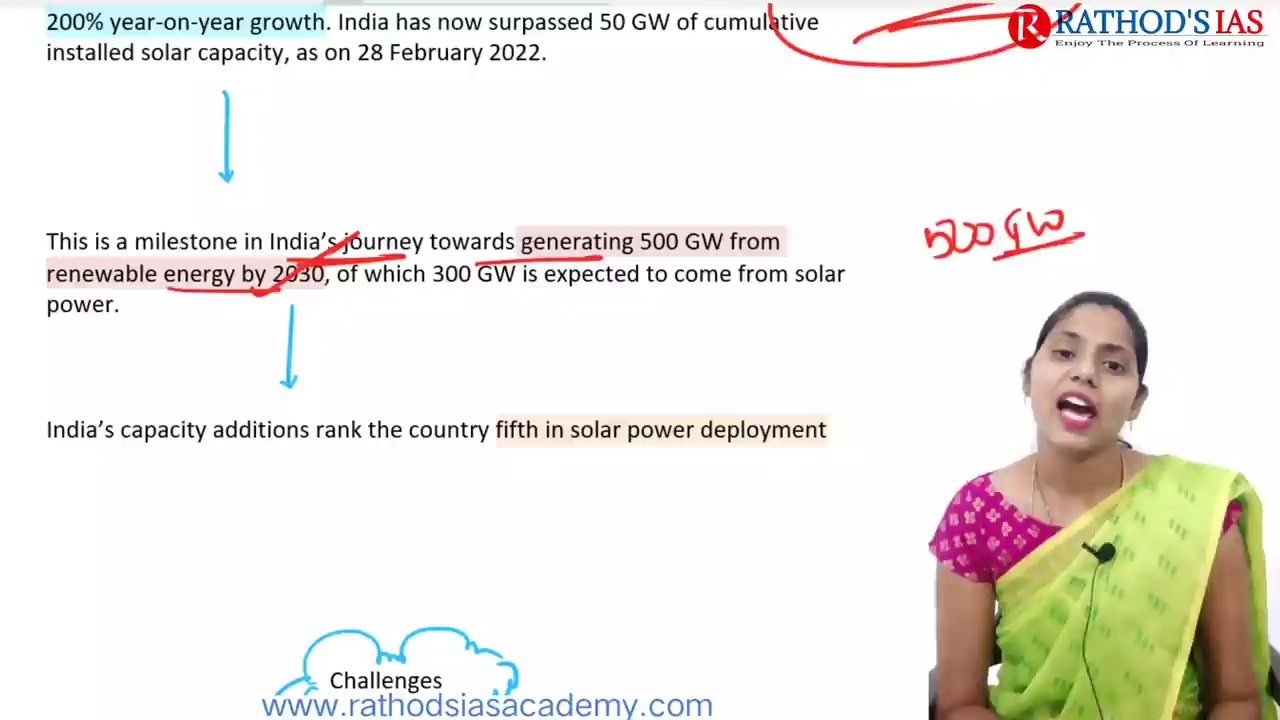 200% year-on-year growth. India has now surpassed 50 GW of cumulative
installed solar capacity, as on 28 February 2022.
RATHOD'S IAS
Enjoy The Process Of Learning
This is a milestone in India's journey towards generating 500 GW from
renewable energy by 2030, of which 300 GW is expected to come from solar
power.
500 GW
India's capacity additions rank the country fifth in solar power deployment
Challenges
www.rathodsiasacademy.com